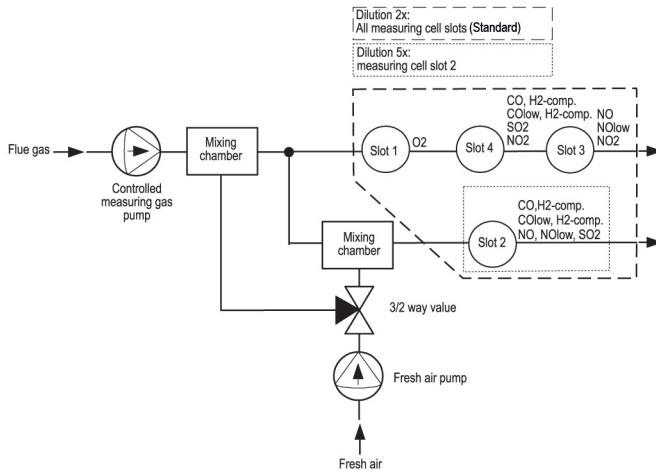 Dilution 2x:
All measuring cell slots (Standard)
Dilution 5x:
measuring cell slot 2
Flue gas
Controlled
measuring gas
pump
Mixing
chamber
Slot 1
O2
Slot 4
CO, H2-comp.
COlow, H2-comp.
SO2
NO2
Slot 3
NO
NOlow
NO2
Mixing
chamber
Slot 2
CO,H2-comp.
COlow, H2-comp.
NO, NOlow, SO2
3/2 way value
Fresh air pump
Fresh air